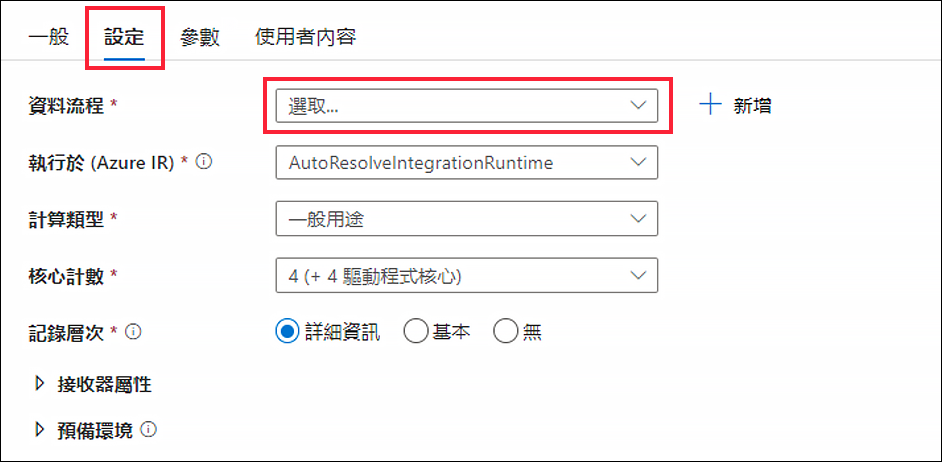 一般 設定 參數 使用者內容
資料流程 * 選取... 新增
執行於 (Azure IR) * AutoResolveIntegrationRuntime
計算類型 * 一般用途
核心計數 * 4 (+ 4 驅動程式核心)
記錄層次 * 詳細資訊 基本 無
接收器屬性
預備環境